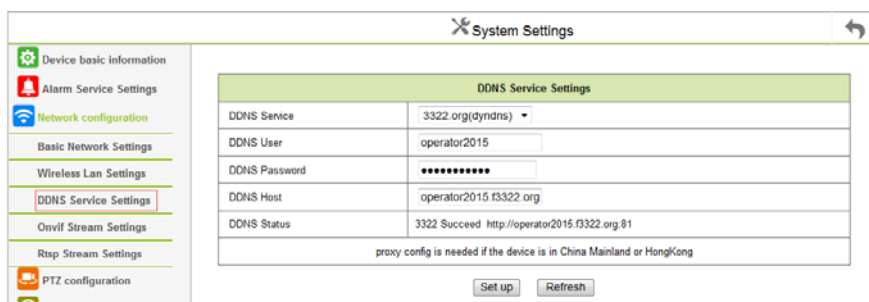 System Settings
Device basic information
Alarm Service Settings
Network configuration
Basic Network Settings
Wireless Lan Settings
DDNS Service Settings
Onvif Stream Settings
Rtsp Stream Settings
PTZ configuration
DDNS Service Settings
DDNS Service 3322.org(dyndns)
DDNS User operator2015
DDNS Password •••••••••••
DDNS Host operator2015.f3322.org
DDNS Status 3322 Succeed http://operator2015.f3322.org:81
proxy config is needed if the device is in China Mainland or HongKong
Set up Refresh